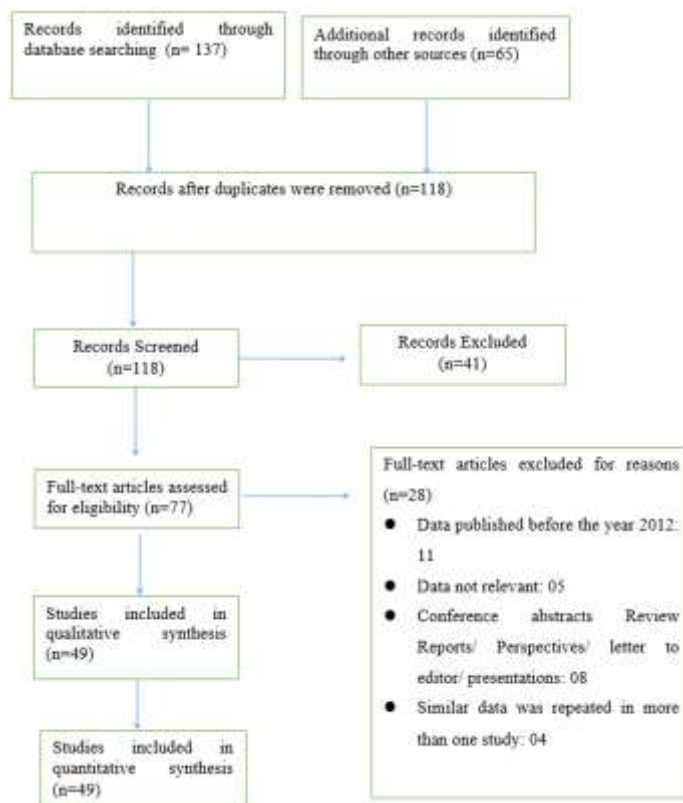 Records identified through
database searching (n= 137)
Additional records identified
through other sources (n=65)
Records after duplicates were removed (n=118)
Records Screened
(n=118)
Records Excluded
(n=41)
Full-text articles assessed
for eligibility (n=77)
Full-text articles excluded for reasons
(n=28)
● Data published before the year 2012:
11
● Data not relevant: 05
● Conference abstracts Review
Reports/ Perspectives/ letter to
editor/ presentations: 08
● Similar data was repeated in more
than one study: 04
Studies included in
qualitative synthesis
(n=49)
Studies included in
quantitative synthesis
(n=49)